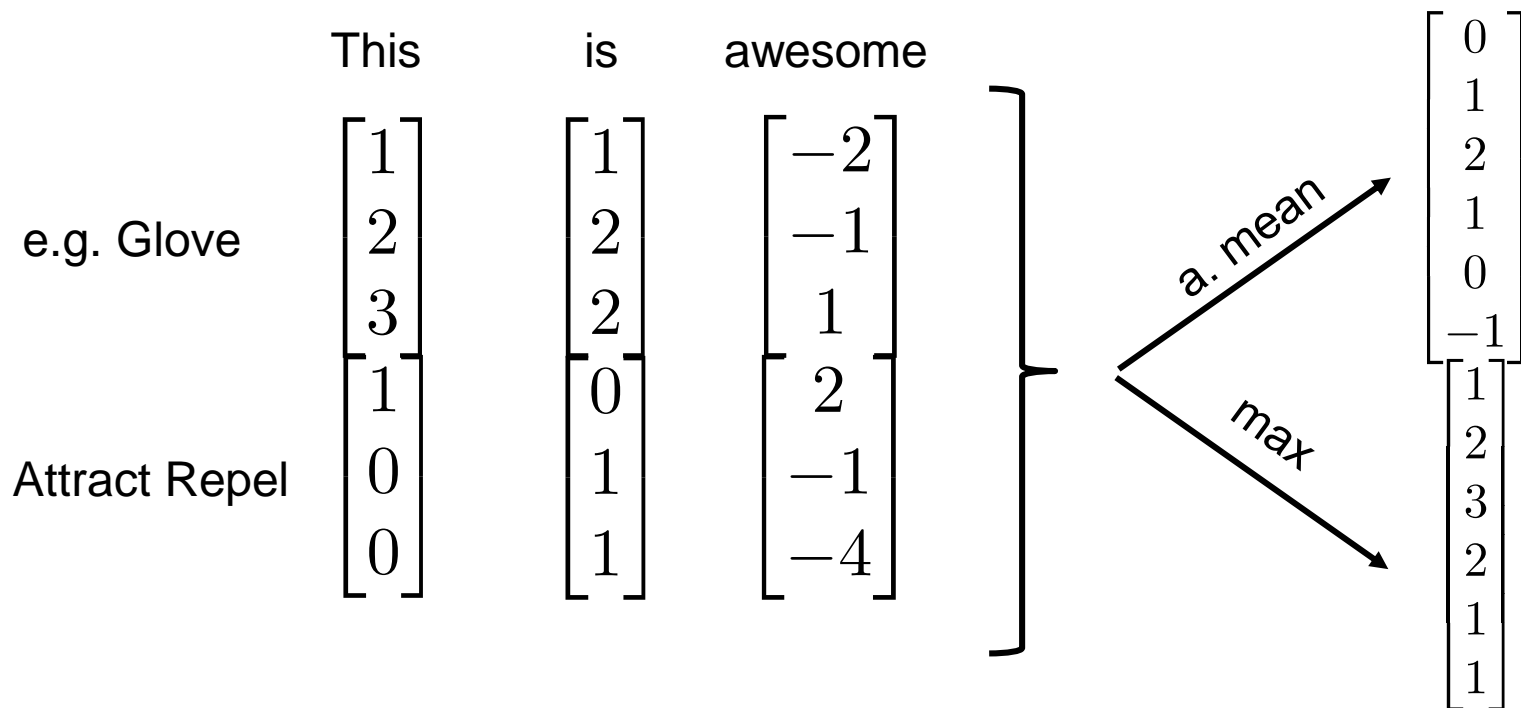 This is awesome
e.g. Glove
1 1 −2
2 2 −1
3 2 1
Attract Repel
1 0 2
0 1 −1
0 1 −4
a. mean
max
0
1
2
1
0
−1
1
2
3
2
1
1